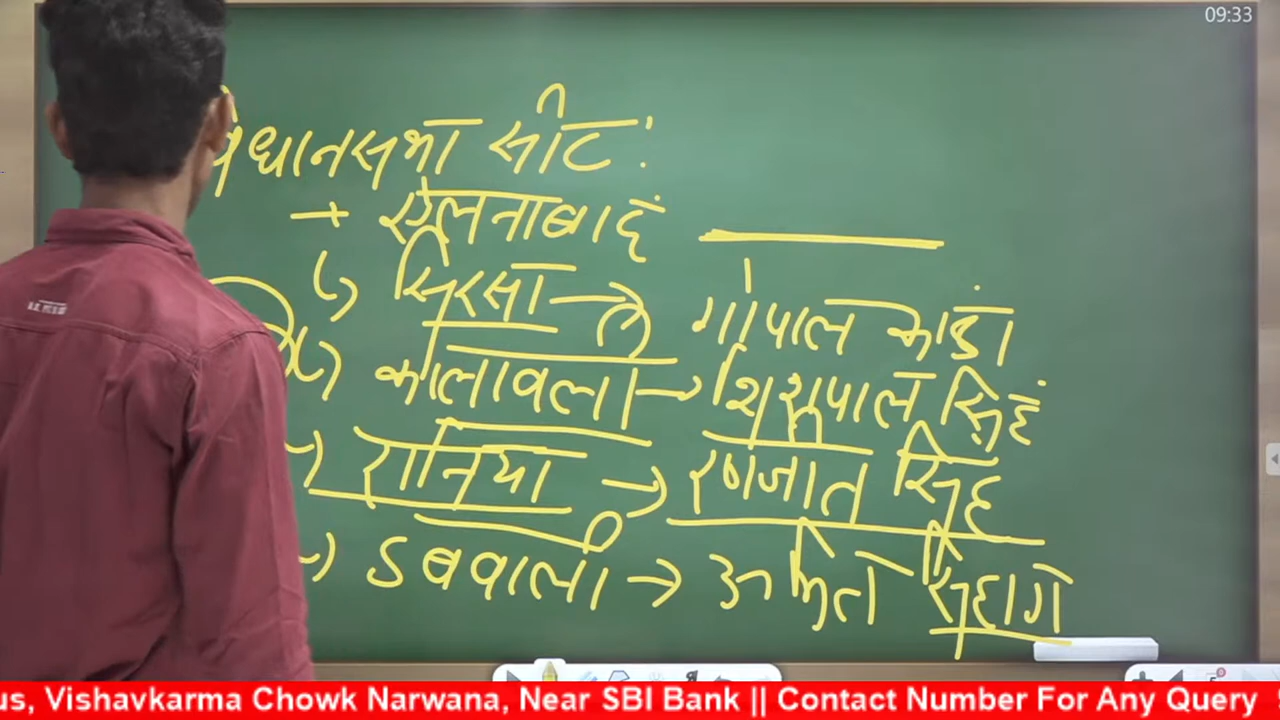 09:33
विधानसभा सीट :
→ ऐलनाबाद
↳ सिरसा → गोपाल कांडा
↳ कालावली → शिशुपाल सिंह
↳ रानिया → रणजीत सिंह
↳ डबवाली → अमित सिहाग
us, Vishavkarma Chowk Narwana, Near SBI Bank || Contact Number For Any Query